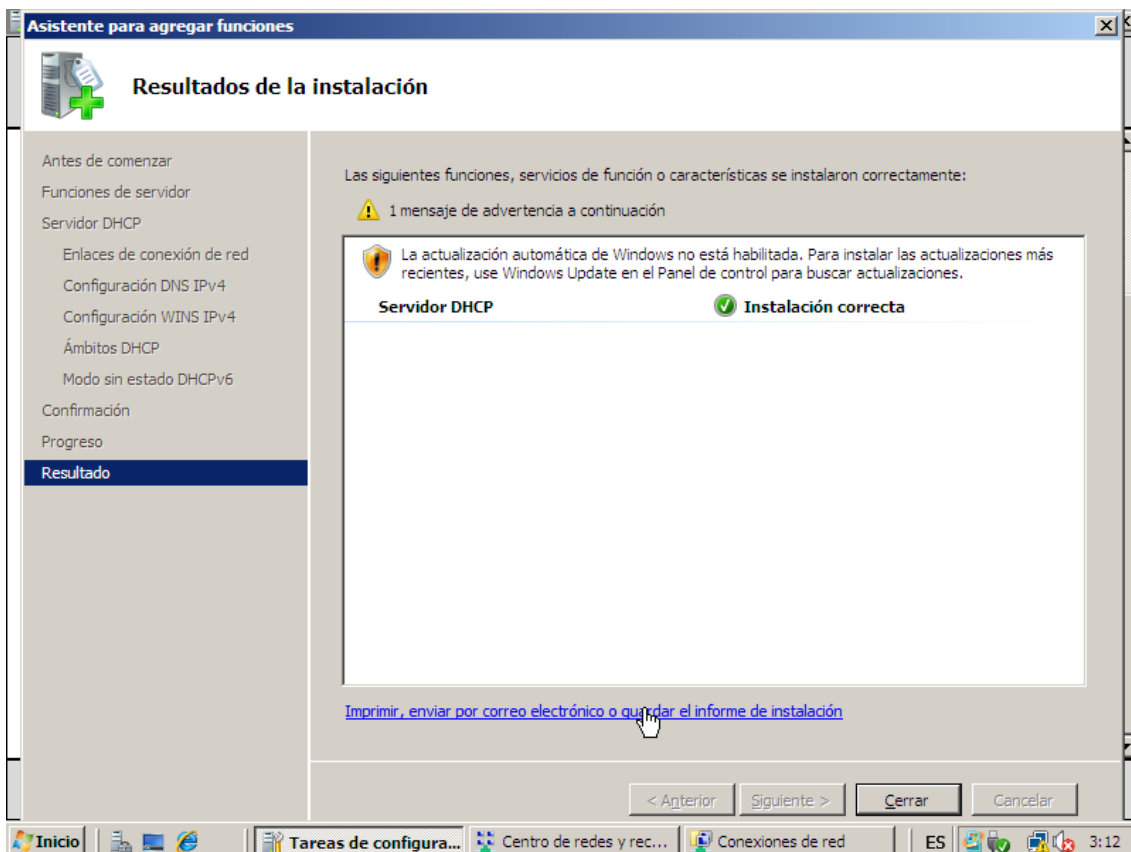 Asistente para agregar funciones
Resultados de la instalación
Antes de comenzar
Funciones de servidor
Servidor DHCP
Enlaces de conexión de red
Configuración DNS IPv4
Configuración WINS IPv4
Ámbitos DHCP
Modo sin estado DHCPv6
Confirmación
Progreso
Resultado
Las siguientes funciones, servicios de función o características se instalaron correctamente:
1 mensaje de advertencia a continuación
La actualización automática de Windows no está habilitada. Para instalar las actualizaciones más
recientes, use Windows Update en el Panel de control para buscar actualizaciones.
Servidor DHCP Instalación correcta
Imprimir, enviar por correo electrónico o guardar el informe de instalación
< Anterior Siguiente > Cerrar Cancelar
Inicio Tareas de configura... Centro de redes y rec... Conexiones de red ES 3:12